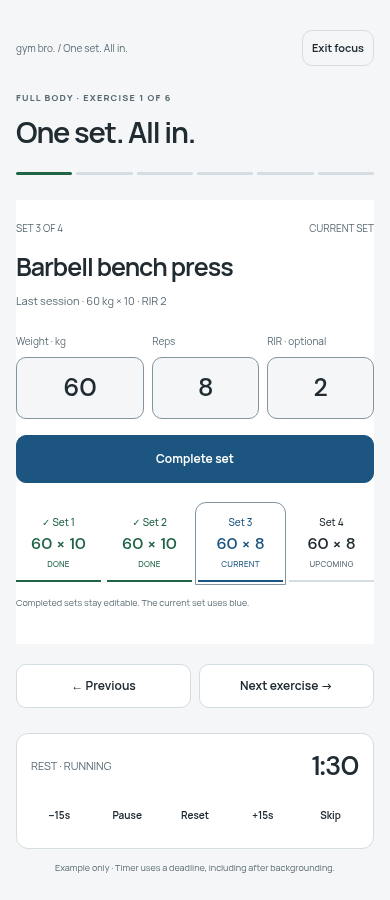 gym bro. / One set. All in.
Exit focus
FULL BODY · EXERCISE 1 OF 6
One set. All in.
SET 3 OF 4
CURRENT SET
Barbell bench press
Last session · 60 kg × 10 · RIR 2
Weight · kg
Reps
RIR · optional
60
8
2
Complete set
✓ Set 1
✓ Set 2
Set 3
Set 4
60 × 10
60 × 10
60 × 8
60 × 8
DONE
DONE
CURRENT
UPCOMING
Completed sets stay editable. The current set uses blue.
← Previous
Next exercise →
REST · RUNNING
1:30
−15s
Pause
Reset
+15s
Skip
Example only · Timer uses a deadline, including after backgrounding.